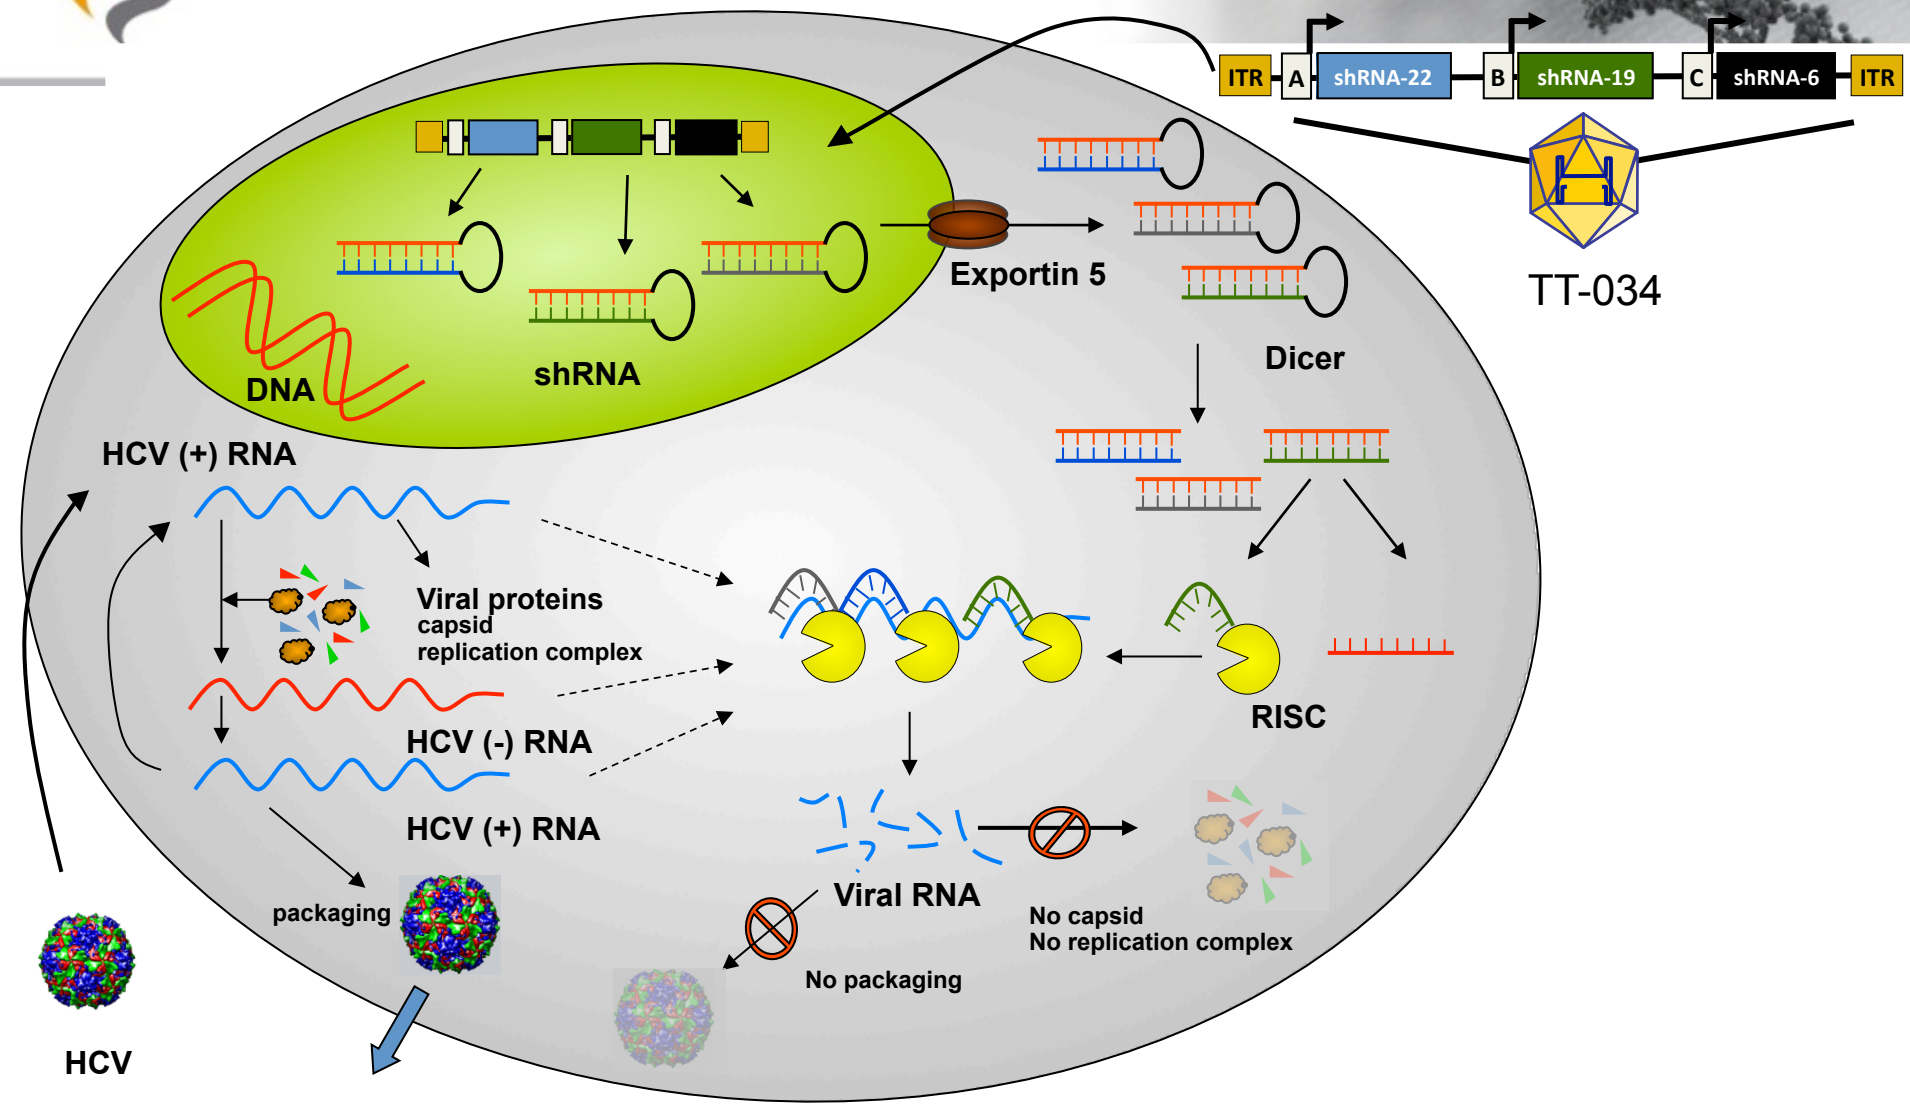 ITR A shRNA-22 B shRNA-19 C shRNA-6 ITR
TT-034
Exportin 5
Dicer
shRNA
DNA
HCV (+) RNA
Viral proteins
capsid
replication complex
HCV (-) RNA
HCV (+) RNA
RISC
packaging
Viral RNA
No capsid
No replication complex
No packaging
HCV